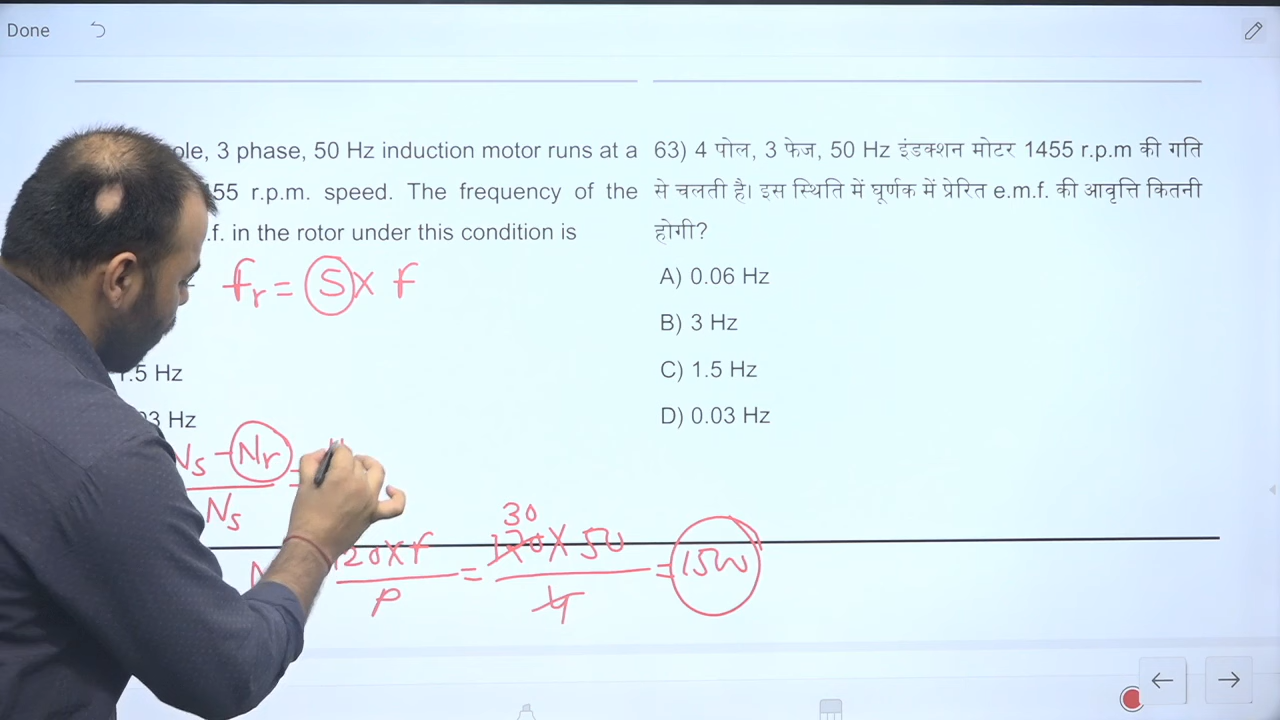 Done
ole, 3 phase, 50 Hz induction motor runs at a
55 r.p.m. speed. The frequency of the
.f. in the rotor under this condition is
fr = S x f
1.5 Hz
03 Hz
Ns - Nr =
Ns
120 x f = 120 x 50 = 1500
30
P
4
63) 4 पोल, 3 फेज, 50 Hz इंडक्शन मोटर 1455 r.p.m की गति
से चलती है। इस स्थिति में घूर्णक में प्रेरित e.m.f. की आवृत्ति कितनी
होगी?
A) 0.06 Hz
B) 3 Hz
C) 1.5 Hz
D) 0.03 Hz